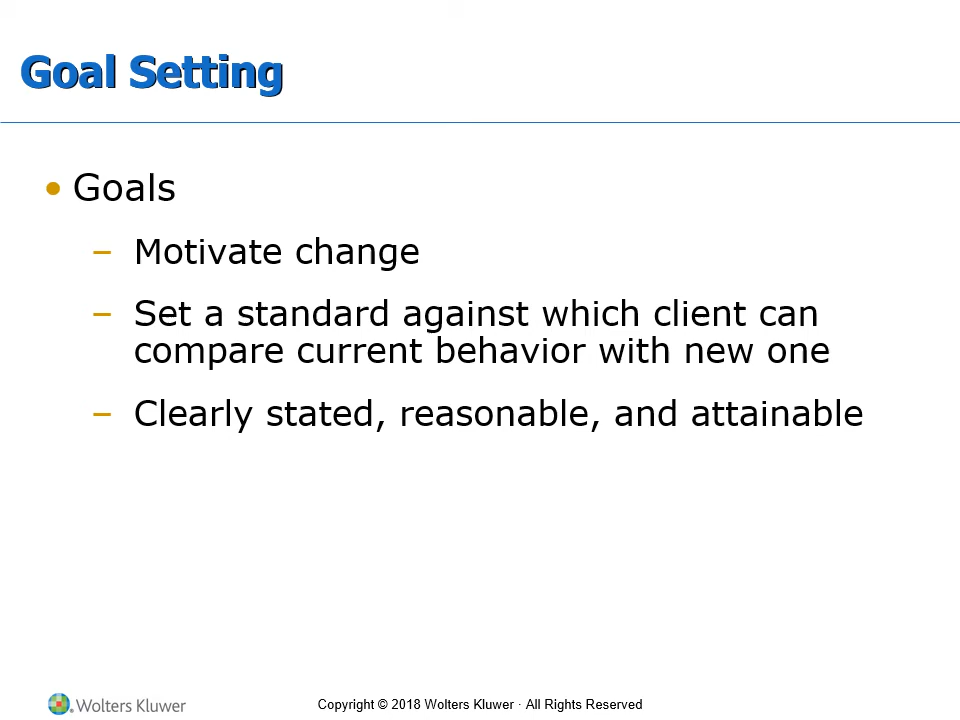 Goal Setting
• Goals
– Motivate change
– Set a standard against which client can
compare current behavior with new one
– Clearly stated, reasonable, and attainable
Wolters Kluwer
Copyright © 2018 Wolters Kluwer · All Rights Reserved